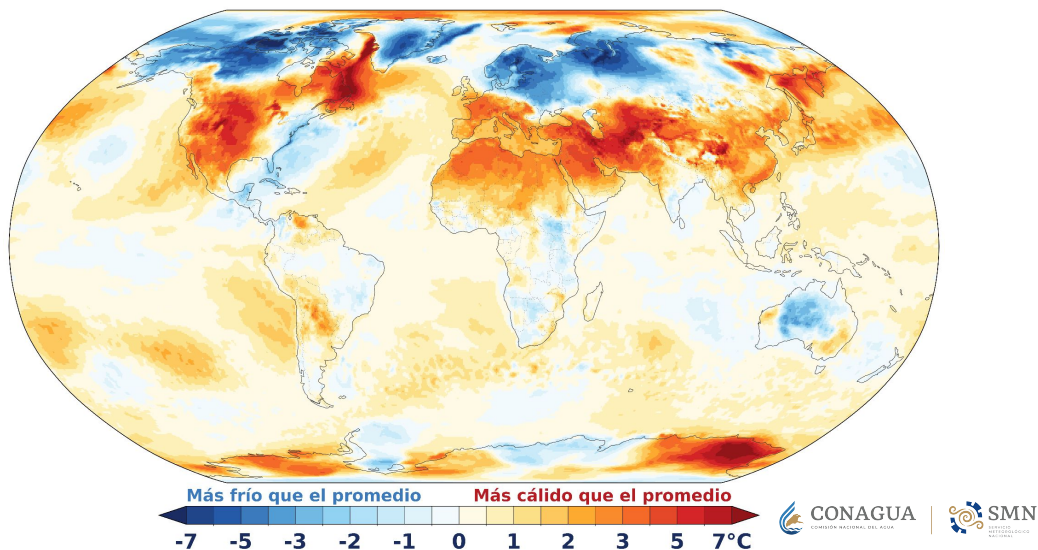 Más frío que el promedio Más cálido que el promedio
-7 -5 -3 -2 -1 0 1 2 3 5 7°C
CONAGUA
COMISIÓN NACIONAL DEL AGUA
SMN
SERVICIO
METEOROLÓGICO
NACIONAL